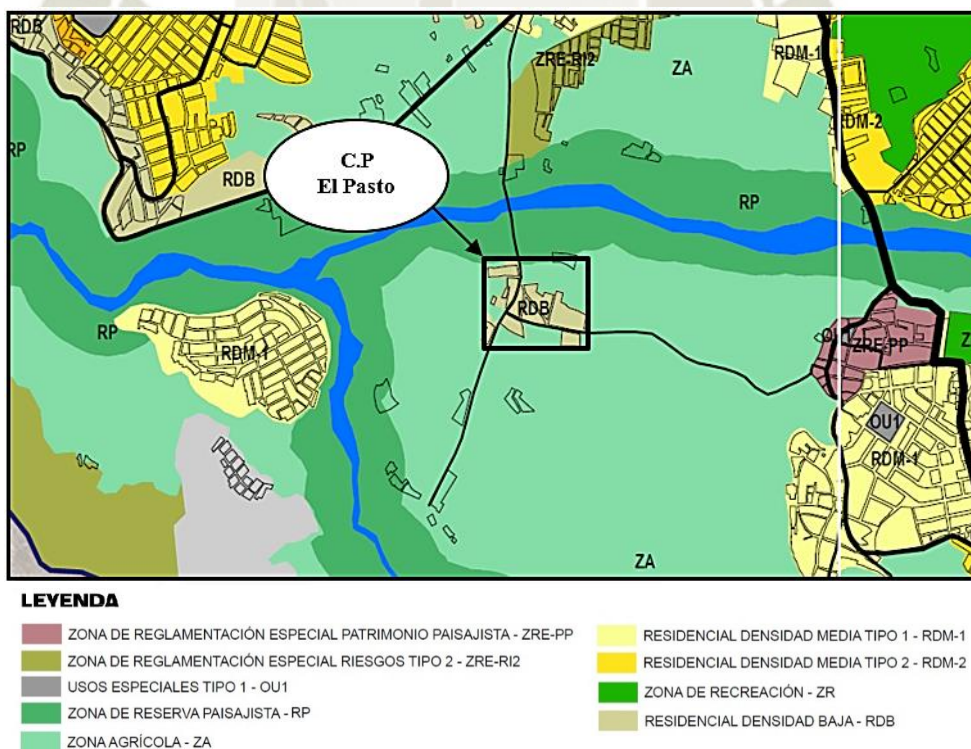 RDB
ZRE-RI2
ZA
RDM-1
RDM-2
RP
C.P
El Pasto
RDB
RP
RDB
RP
RDM-1
ZRE-PP
OU1
RDM-1
ZA
LEYENDA
ZONA DE REGLAMENTACIÓN ESPECIAL PATRIMONIO PAISAJISTA - ZRE-PP
ZONA DE REGLAMENTACIÓN ESPECIAL RIESGOS TIPO 2 - ZRE-RI2
USOS ESPECIALES TIPO 1 - OU1
ZONA DE RESERVA PAISAJISTA - RP
ZONA AGRÍCOLA - ZA
RESIDENCIAL DENSIDAD MEDIA TIPO 1 - RDM-1
RESIDENCIAL DENSIDAD MEDIA TIPO 2 - RDM-2
ZONA DE RECREACIÓN - ZR
RESIDENCIAL DENSIDAD BAJA - RDB